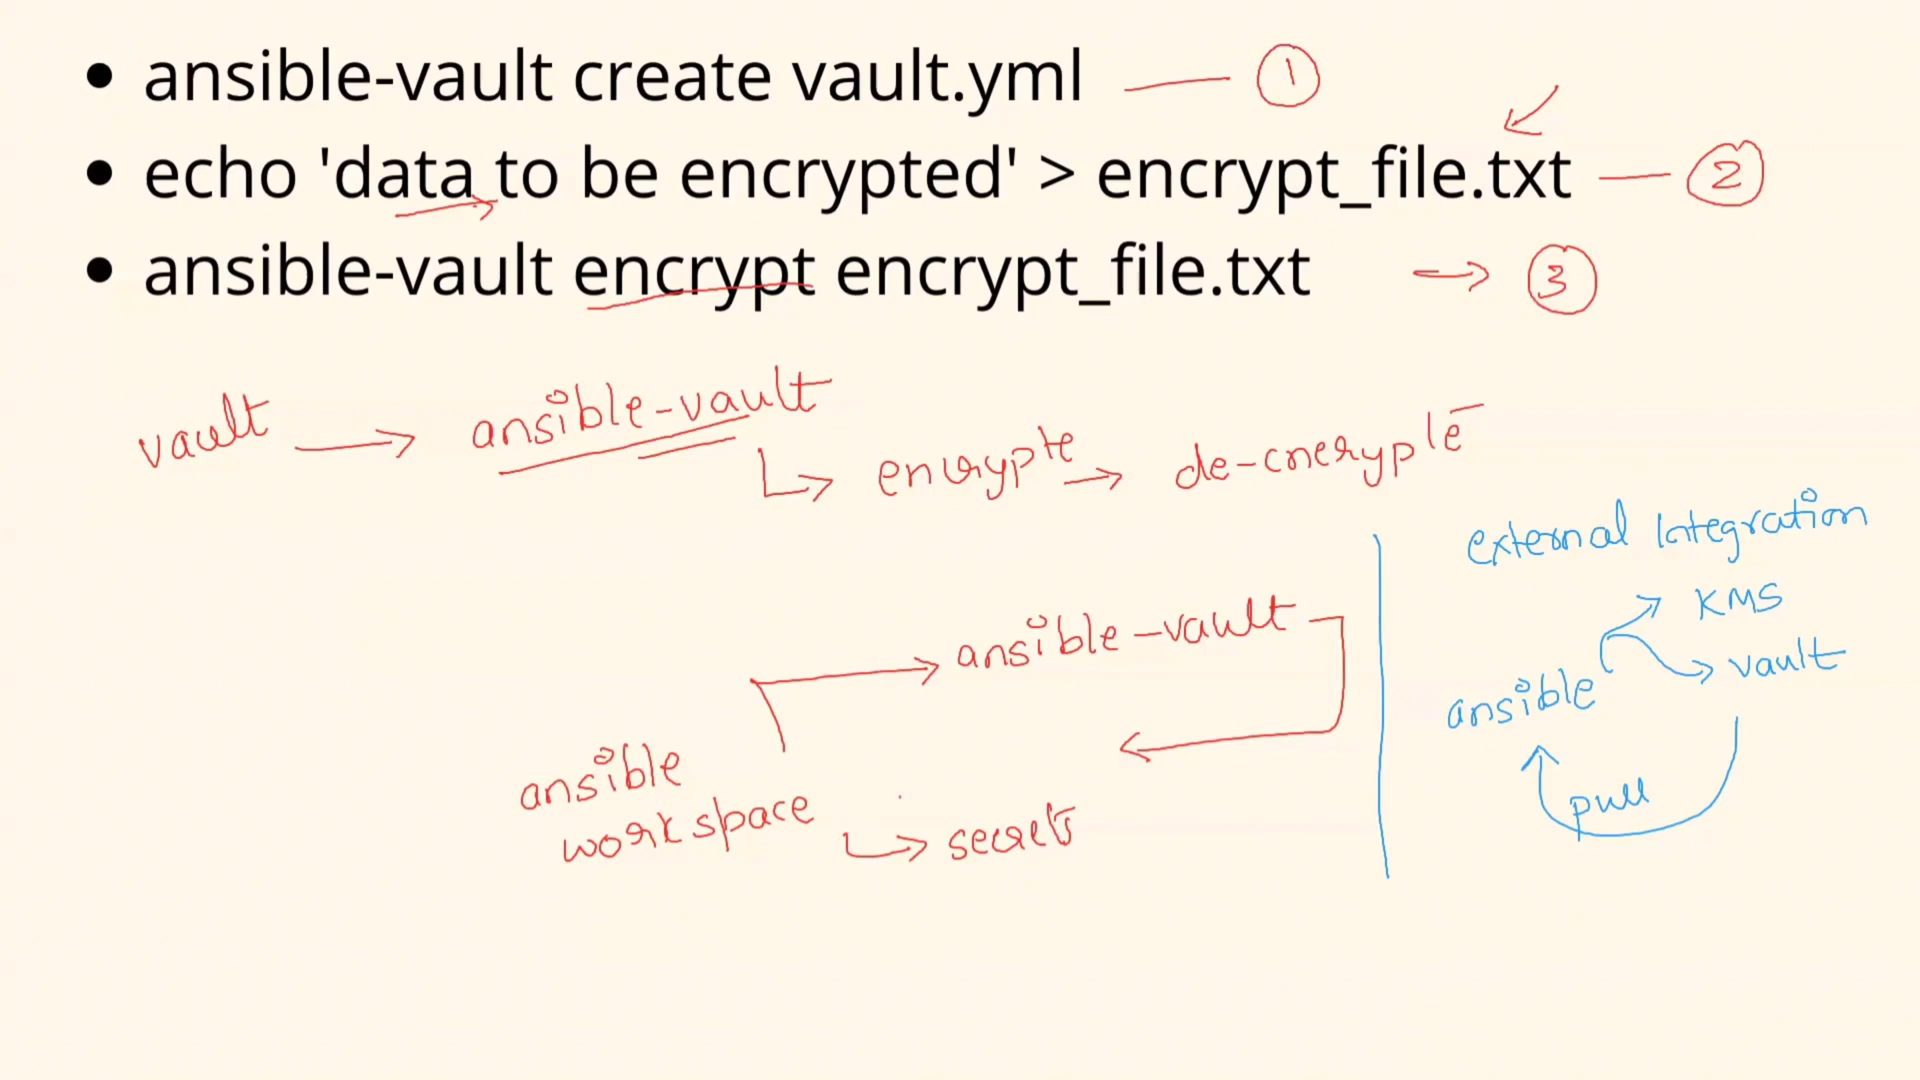 • ansible-vault create vault.yml — 1
• echo 'data to be encrypted' > encrypt_file.txt — 2
• ansible-vault encrypt encrypt_file.txt → 3
vault → ansible-vault
↳ encrypte → de-cneryple
external Integration
KMS
ansible-vault
vault
ansible
ansible
workspace
pull
↳ secrets